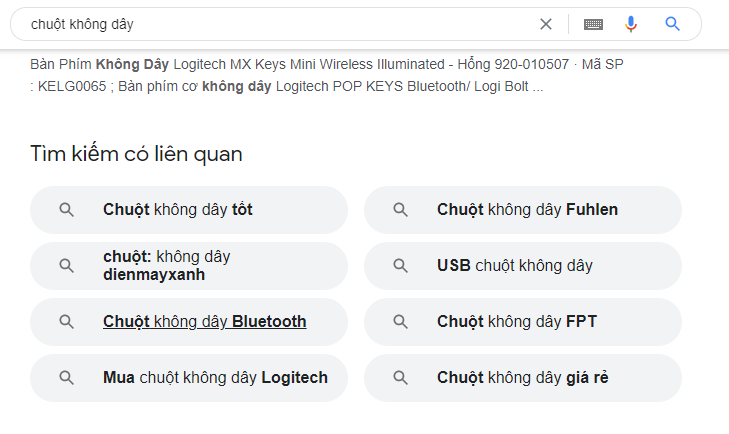 chuột không dây
Bàn Phím Không Dây Logitech MX Keys Mini Wireless Illuminated - Hồng 920-010507 · Mã SP
: KELG0065 ; Bàn phím cơ không dây Logitech POP KEYS Bluetooth/ Logi Bolt ...
Tìm kiếm có liên quan
Chuột không dây tốt
Chuột không dây Fuhlen
chuột: không dây
dienmayxanh
USB chuột không dây
Chuột không dây Bluetooth
Chuột không dây FPT
Mua chuột không dây Logitech
Chuột không dây giá rẻ